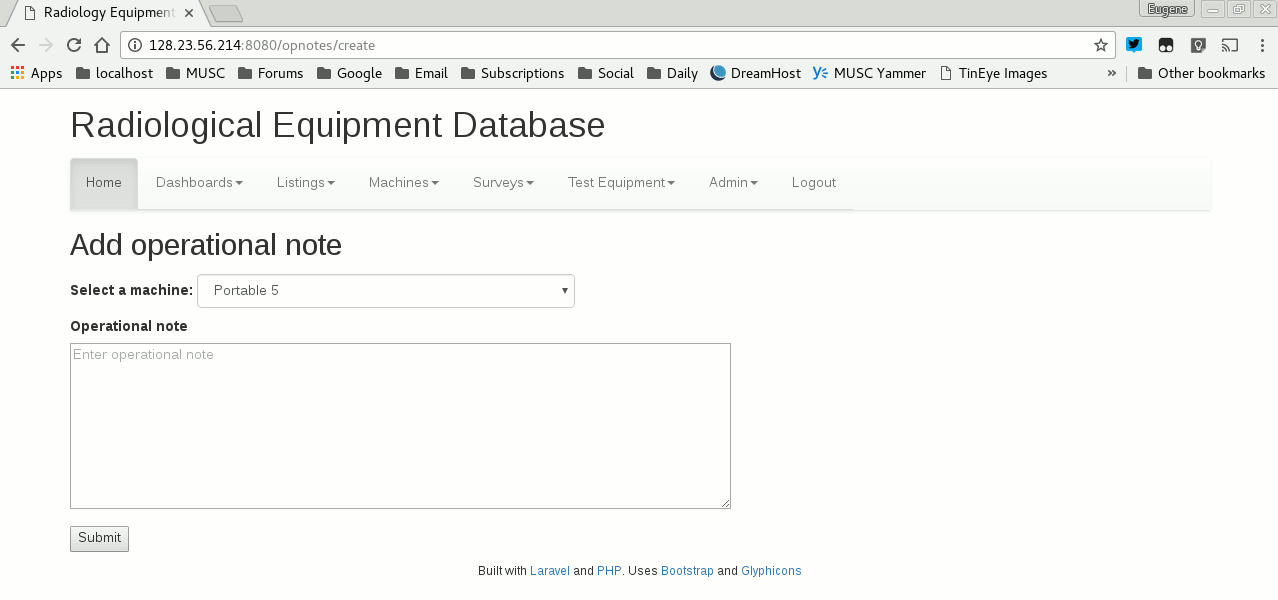 Radiology Equipment
Eugene
128.23.56.214:8080/opnotes/create
Apps localhost MUSC Forums Google Email Subscriptions Social Daily DreamHost MUSC Yammer TinEye Images » Other bookmarks
Radiological Equipment Database
Home Dashboards Listings Machines Surveys Test Equipment Admin Logout
Add operational note
Select a machine: Portable 5
Operational note
Enter operational note
Submit
Built with Laravel and PHP. Uses Bootstrap and Glyphicons